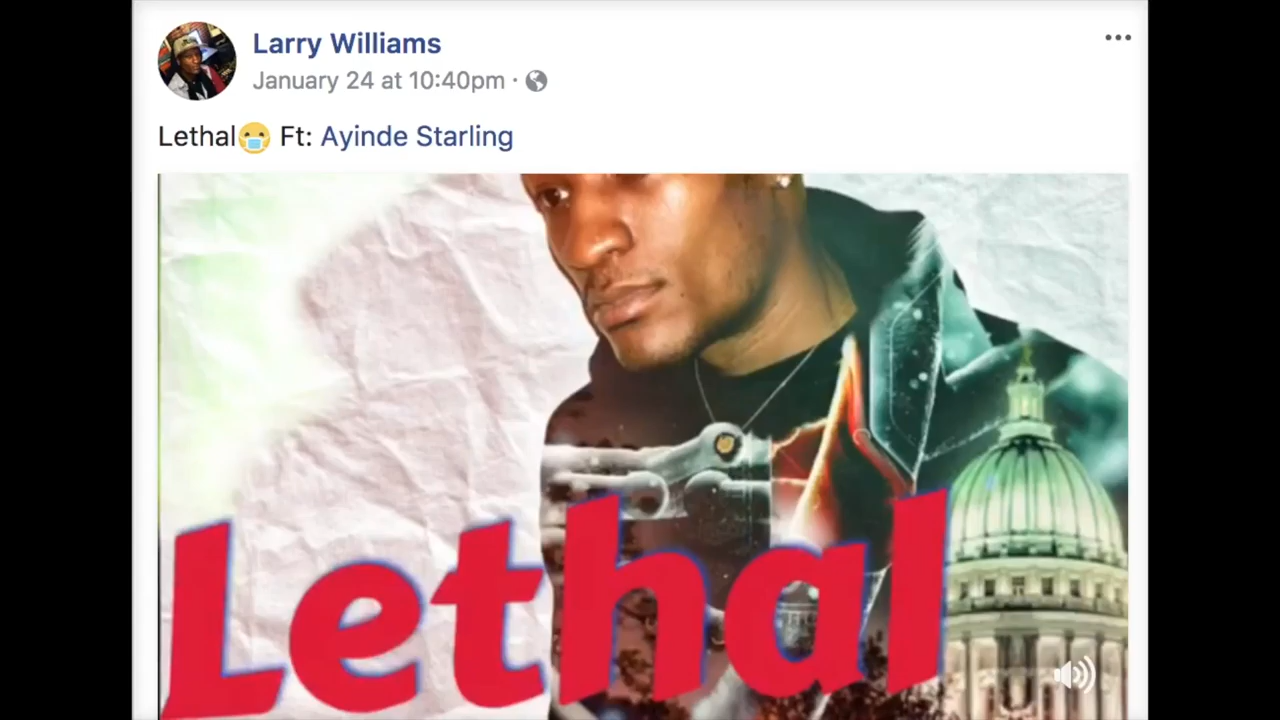 Larry Williams
January 24 at 10:40pm ·
Lethal😷 Ft: Ayinde Starling
Lethal